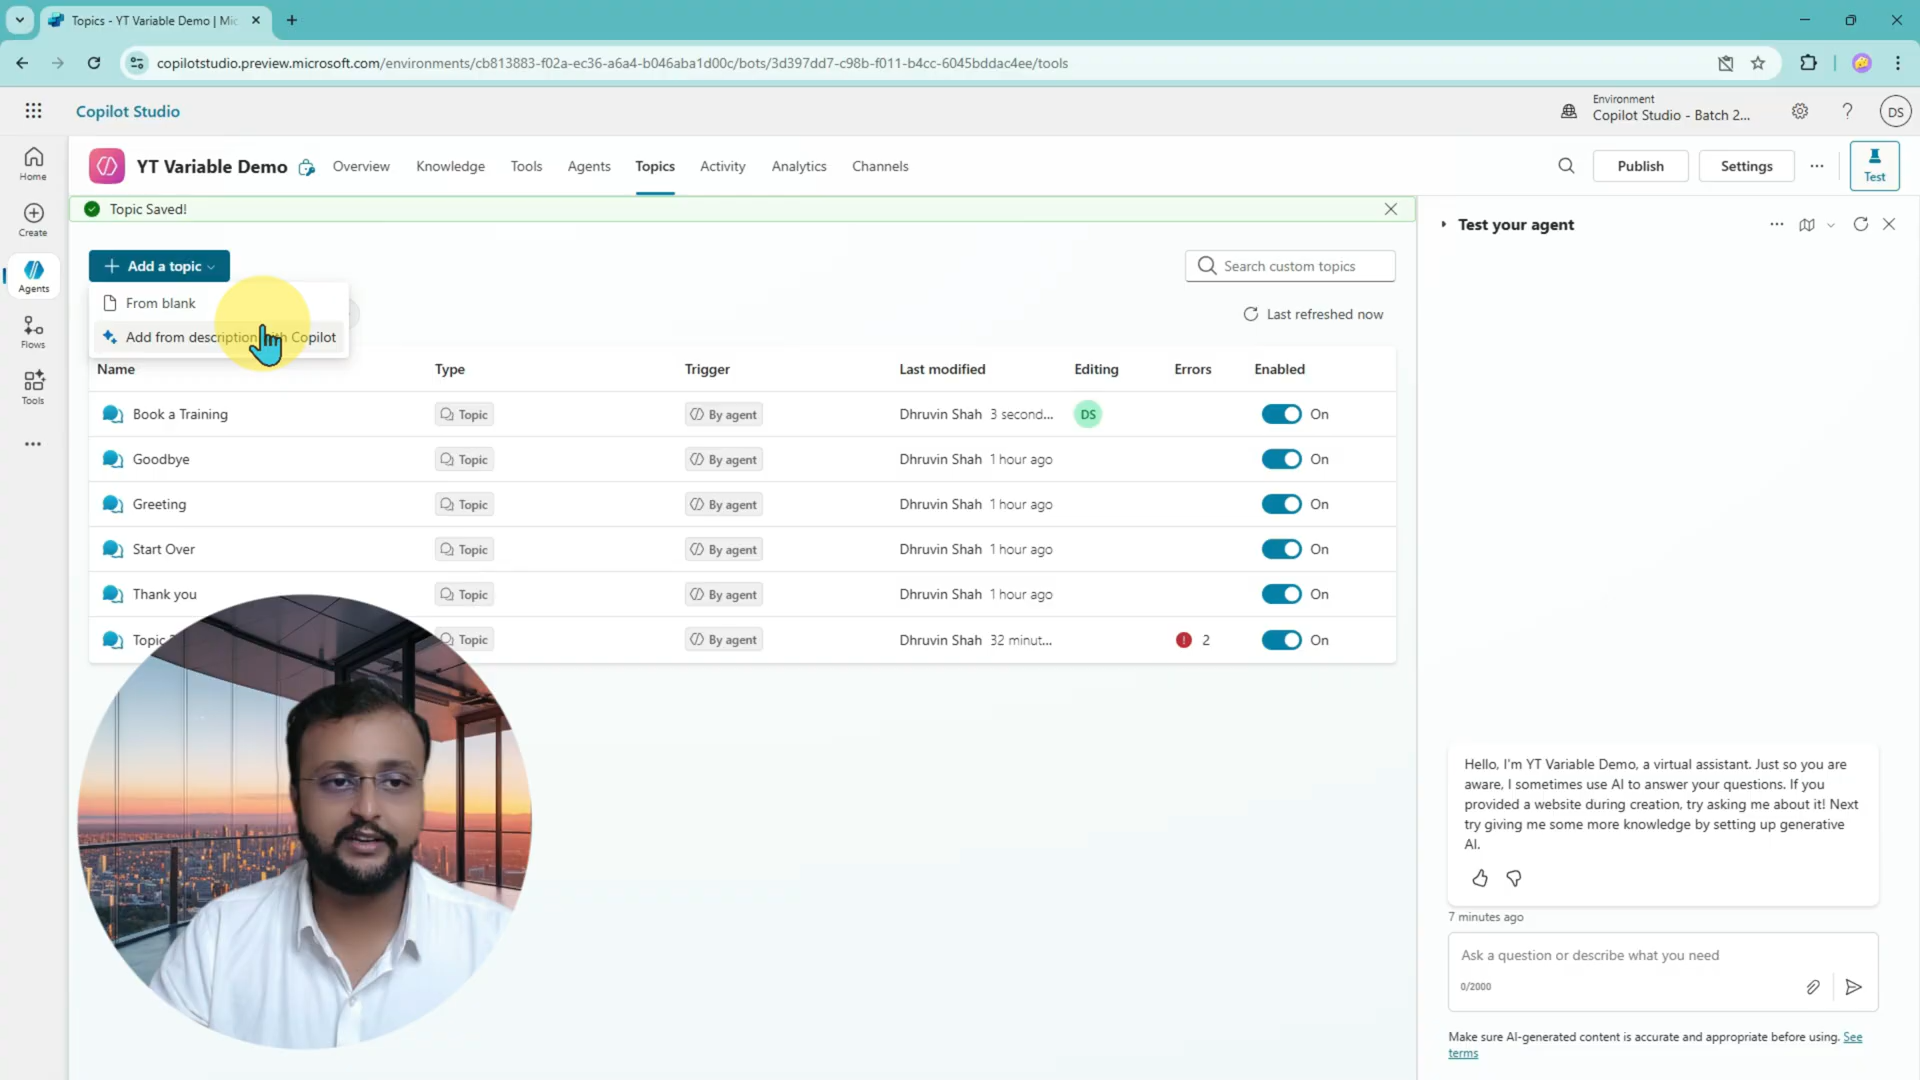 Topics - YT Variable Demo | Mic
copilotstudio.preview.microsoft.com/environments/cb813883-f02a-ec36-a6a4-b046aba1d00c/bots/3d397dd7-c98b-f011-b4cc-6045bddac4ee/tools
Copilot Studio
Environment
Copilot Studio - Batch 2...
DS
Home
Create
Agents
Flows
Tools
YT Variable Demo
Overview
Knowledge
Tools
Agents
Topics
Activity
Analytics
Channels
Publish
Settings
Test
Topic Saved!
Add a topic
Search custom topics
From blank
Add from description with Copilot
Last refreshed now
Name Type Trigger Last modified Editing Errors Enabled
Book a Training Topic By agent Dhruvin Shah 3 second... DS On
Goodbye Topic By agent Dhruvin Shah 1 hour ago On
Greeting Topic By agent Dhruvin Shah 1 hour ago On
Start Over Topic By agent Dhruvin Shah 1 hour ago On
Thank you Topic By agent Dhruvin Shah 1 hour ago On
Topic Topic By agent Dhruvin Shah 32 minut... 2 On
Test your agent
Hello, I'm YT Variable Demo, a virtual assistant. Just so you are
aware, I sometimes use AI to answer your questions. If you
provided a website during creation, try asking me about it! Next
try giving me some more knowledge by setting up generative
AI.
7 minutes ago
Ask a question or describe what you need
0/2000
Make sure AI-generated content is accurate and appropriate before using. See
terms